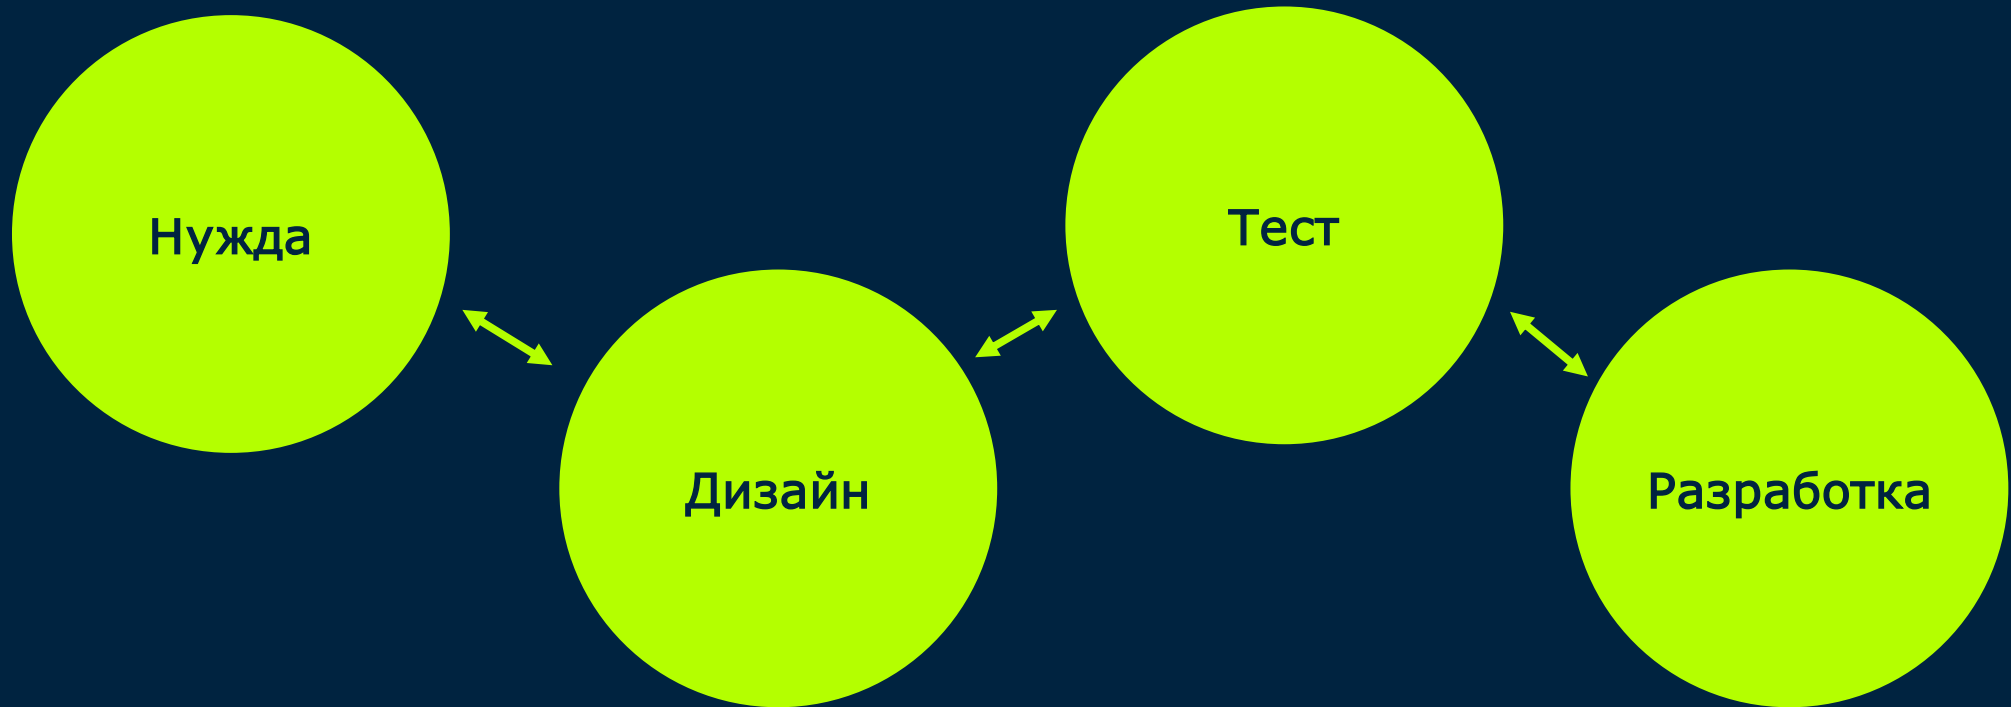 Нужда
Дизайн
Тест
Разработка